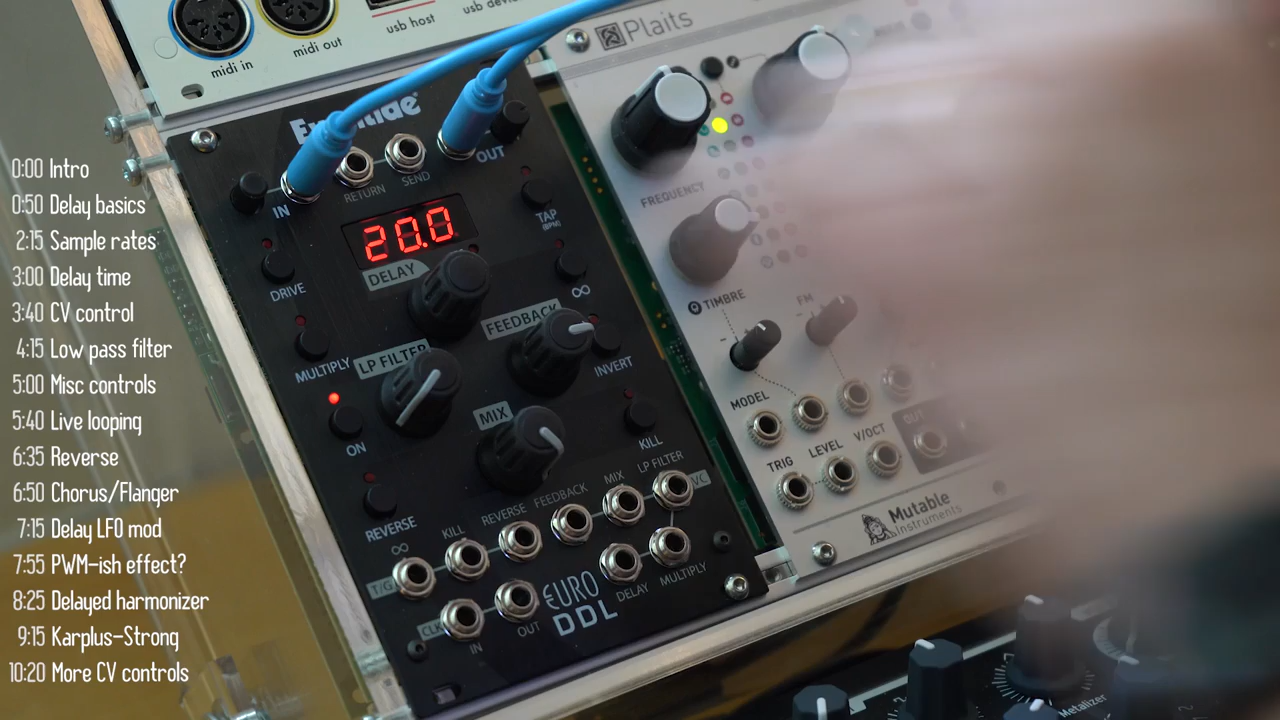 0:00 Intro
0:50 Delay basics
2:15 Sample rates
3:00 Delay time
3:40 CV control
4:15 Low pass filter
5:00 Misc controls
5:40 Live looping
6:35 Reverse
6:50 Chorus/Flanger
7:15 Delay LFO mod
7:55 PWM-ish effect?
8:25 Delayed harmonizer
9:15 Karplus-Strong
10:20 More CV controls
midi in
midi out
usb host
IN
RETURN
SEND
OUT
20.0
DELAY
TAP
(BPM)
DRIVE
∞
FEEDBACK
MULTIPLY
LP FILTER
INVERT
MIX
ON
KILL
REVERSE
∞
KILL
REVERSE
FEEDBACK
MIX
LP FILTER
VC
T/G
CLK
IN
OUT
EURO
DDL
DELAY
MULTIPLY
Plaits
FREQUENCY
TIMBRE
FM
MODEL
TRIG
LEVEL
V/OCT
OUT
Mutable
Instruments
Metalizer